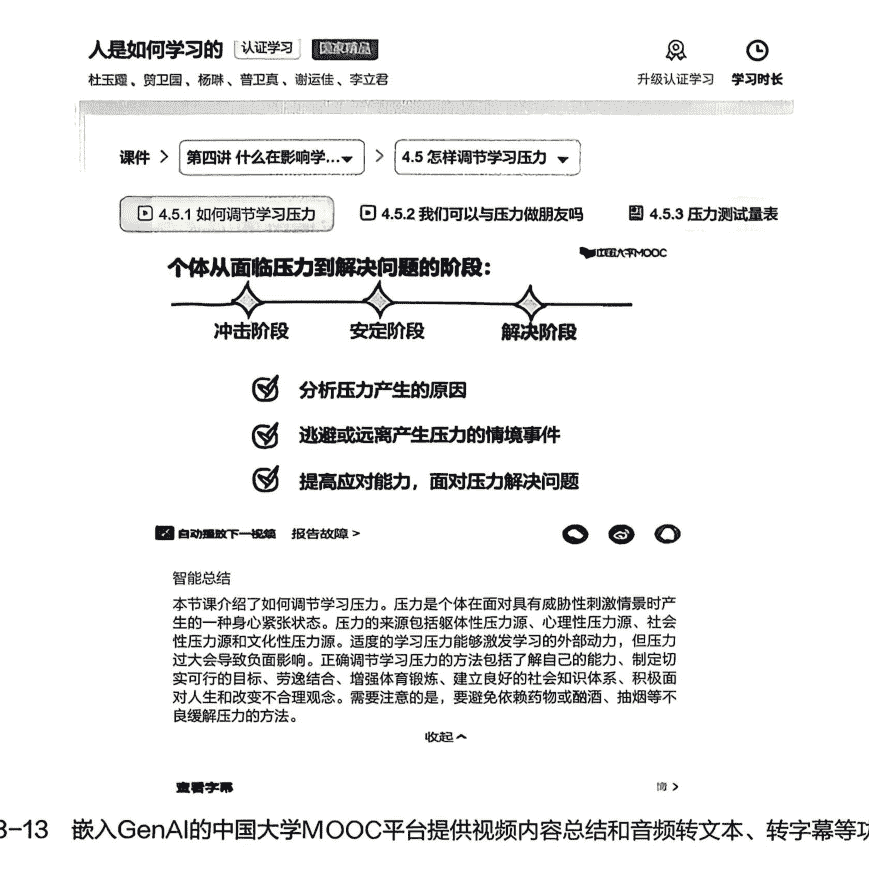 人是如何学习的 认证学习 国家精品
杜玉霞、贺卫国、杨琳、普卫真、谢运佳、李立君
升级认证学习 学习时长
课件 > 第四讲 什么在影响学... > 4.5 怎样调节学习压力
4.5.1 如何调节学习压力 4.5.2 我们可以与压力做朋友吗 4.5.3 压力测试量表
中国大学MOOC
个体从面临压力到解决问题的阶段：
冲击阶段 安定阶段 解决阶段
分析压力产生的原因
逃避或远离产生压力的情境事件
提高应对能力，面对压力解决问题
自动播放下一视频 报告故障 >
智能总结
本节课介绍了如何调节学习压力。压力是个体在面对具有威胁性刺激情景时产
生的一种身心紧张状态。压力的来源包括躯体性压力源、心理性压力源、社会
性压力源和文化性压力源。适度的学习压力能够激发学习的外部动力，但压力
过大会导致负面影响。正确调节学习压力的方法包括了解自己的能力、制定切
实可行的目标、劳逸结合、增强体育锻炼、建立良好的社会知识体系、积极面
对人生和改变不合理观念。需要注意的是，要避免依赖药物或酗酒、抽烟等不
良缓解压力的方法。
收起
查看字幕
3-13 嵌入GenAI的中国大学MOOC平台提供视频内容总结和音频转文本、转字幕等功